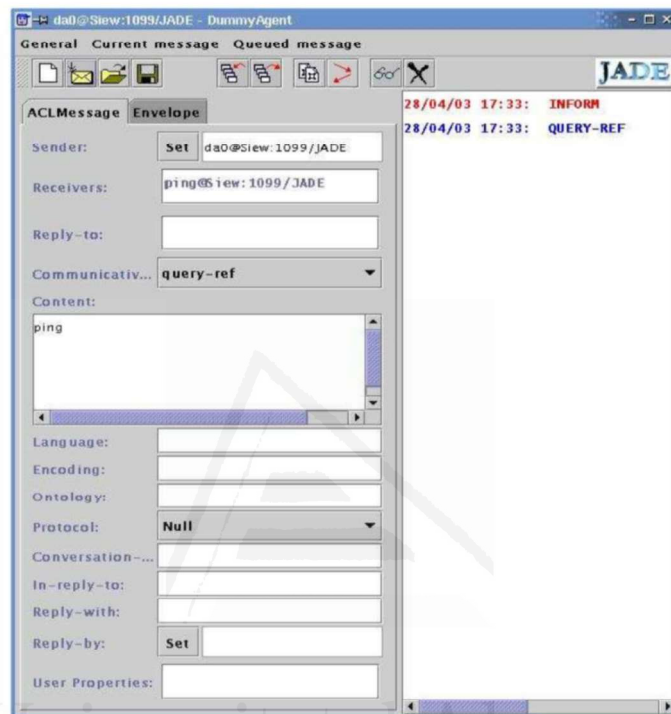 da0@Siew:1099/JADE - DummyAgent
General Current message Queued message
JADE
ACLMessage Envelope
Sender: Set da0@Siew:1099/JADE
Receivers: ping@Siew:1099/JADE
Reply-to:
Communicativ... query-ref
Content:
ping
Language:
Encoding:
Ontology:
Protocol: Null
Conversation-...
In-reply-to:
Reply-with:
Reply-by: Set
User Properties:
28/04/03 17:33: INFORM
28/04/03 17:33: QUERY-REF